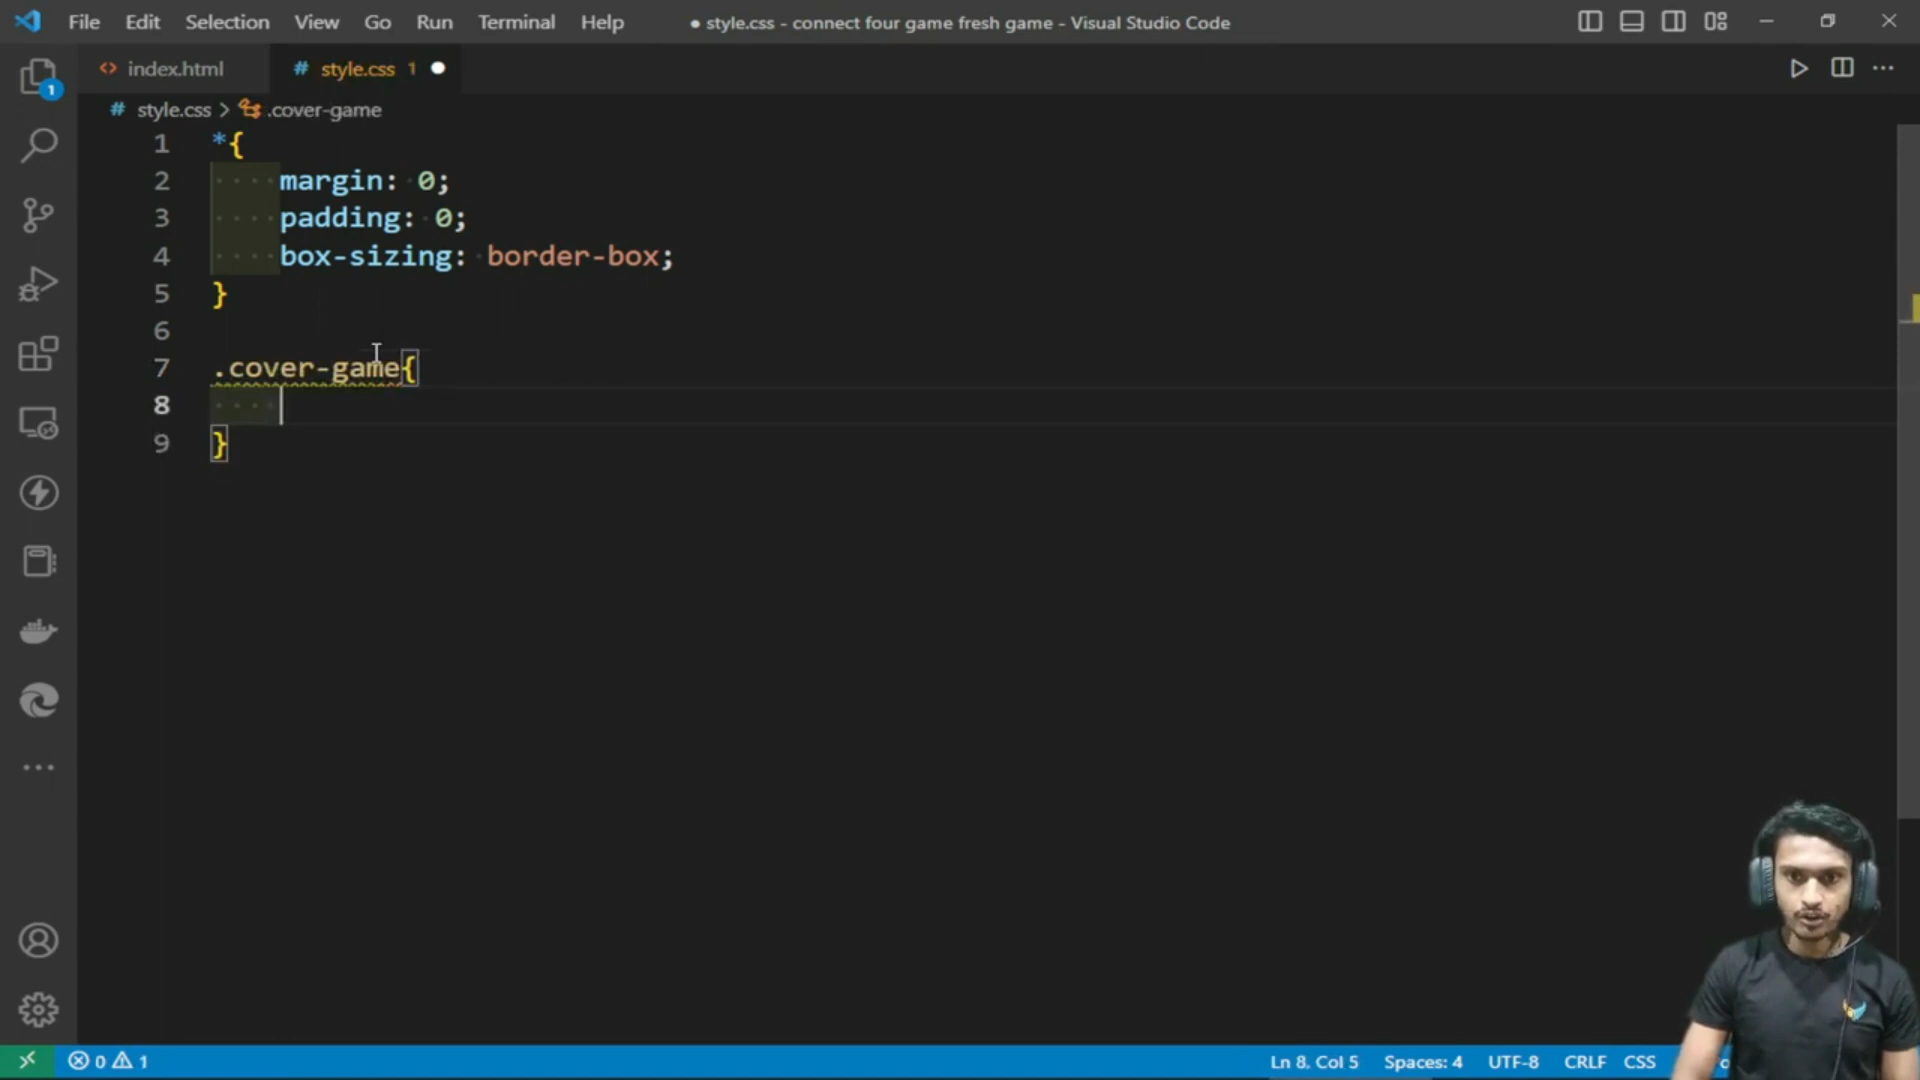 File Edit Selection View Go Run Terminal Help ● style.css - connect four game fresh game - Visual Studio Code
<> index.html # style.css 1 ●
# style.css > .cover-game
1
1 *{
2 margin: 0;
3 padding: 0;
4 box-sizing: border-box;
5 }
6
7 .cover-game{
8
9 }
0 1 Ln 8, Col 5 Spaces: 4 UTF-8 CRLF CSS